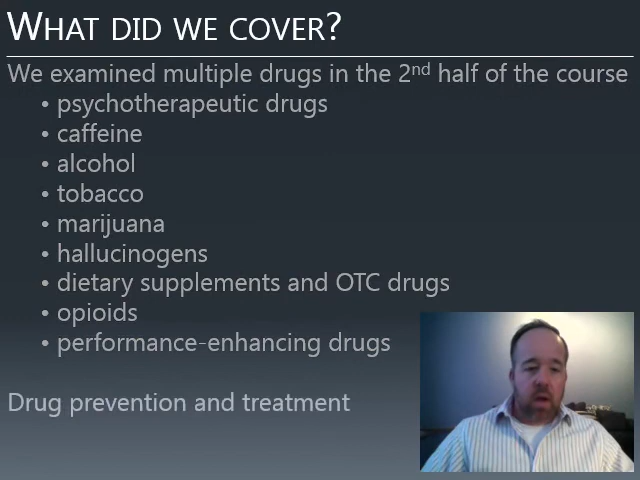 WHAT DID WE COVER?
We examined multiple drugs in the 2nd half of the course
• psychotherapeutic drugs
• caffeine
• alcohol
• tobacco
• marijuana
• hallucinogens
• dietary supplements and OTC drugs
• opioids
• performance-enhancing drugs
Drug prevention and treatment